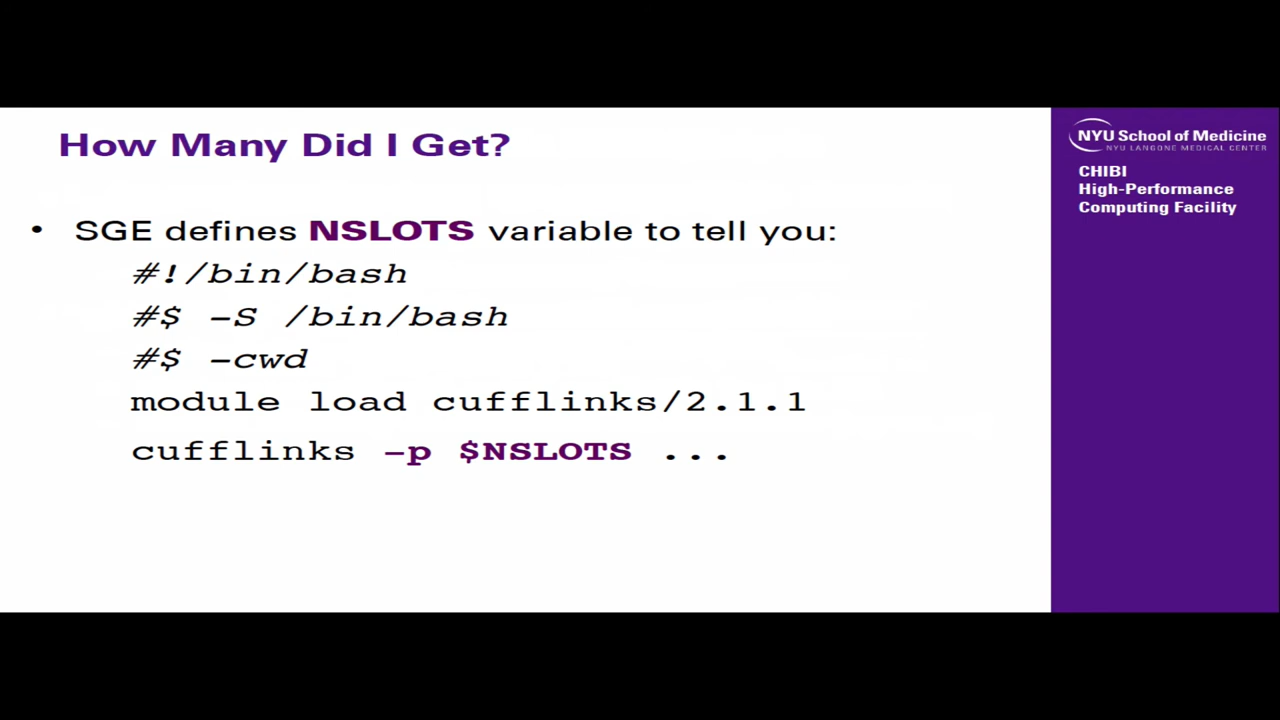 How Many Did I Get?
• SGE defines NSLOTS variable to tell you:
#!/bin/bash
#$ -S /bin/bash
#$ -cwd
module load cufflinks/2.1.1
cufflinks -p $NSLOTS ...
NYU School of Medicine
NYU LANGONE MEDICAL CENTER
CHIBI
High-Performance
Computing Facility